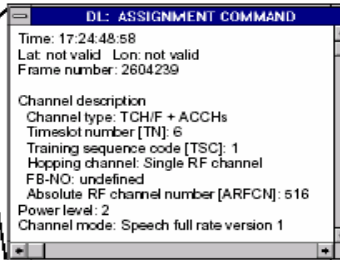 DL: ASSIGNMENT COMMAND
Time: 17:24:48:58
Lat: not valid Lon: not valid
Frame number: 2604239
Channel description
Channel type: TCH/F + ACCHs
Timeslot number [TN]: 6
Training sequence code [TSC]: 1
Hopping channel: Single RF channel
FB-NO: undefined
Absolute RF channel number [ARFCN]: 516
Power level: 2
Channel mode: Speech full rate version 1